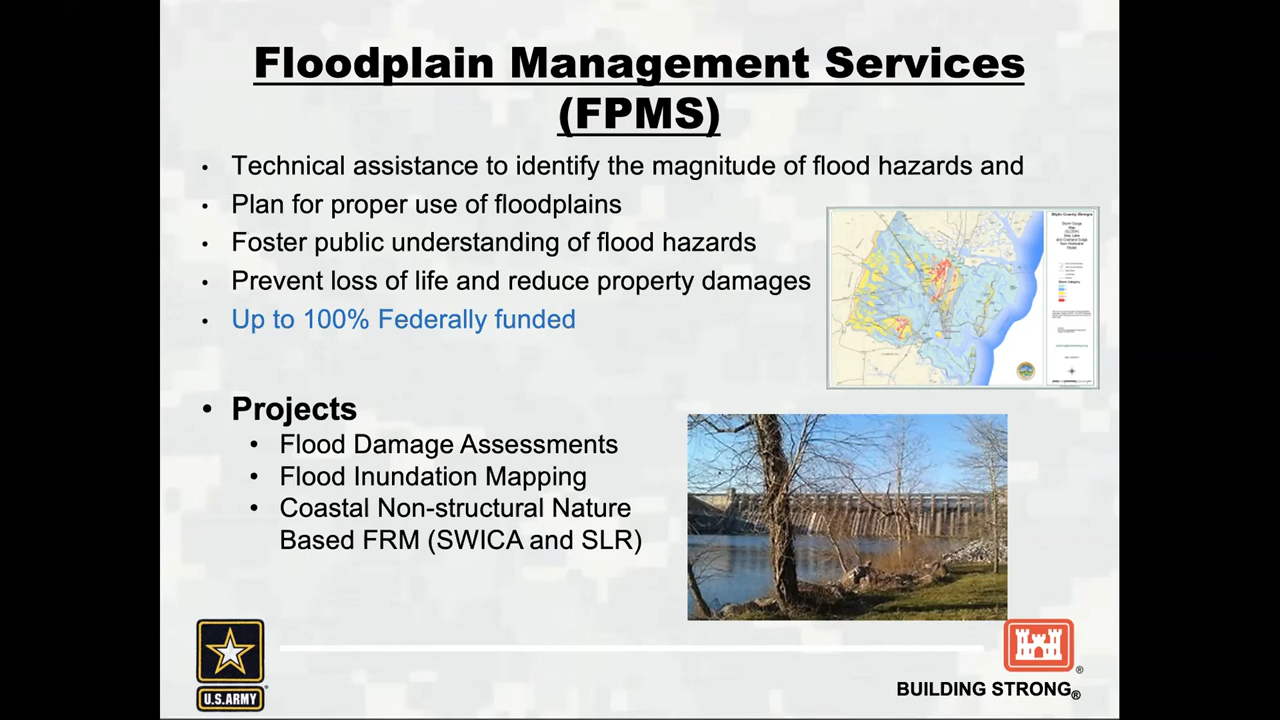 Floodplain Management Services
(FPMS)
• Technical assistance to identify the magnitude of flood hazards and
• Plan for proper use of floodplains
• Foster public understanding of flood hazards
• Prevent loss of life and reduce property damages
• Up to 100% Federally funded
• Projects
• Flood Damage Assessments
• Flood Inundation Mapping
• Coastal Non-structural Nature
Based FRM (SWICA and SLR)
U.S.ARMY
®
BUILDING STRONG®